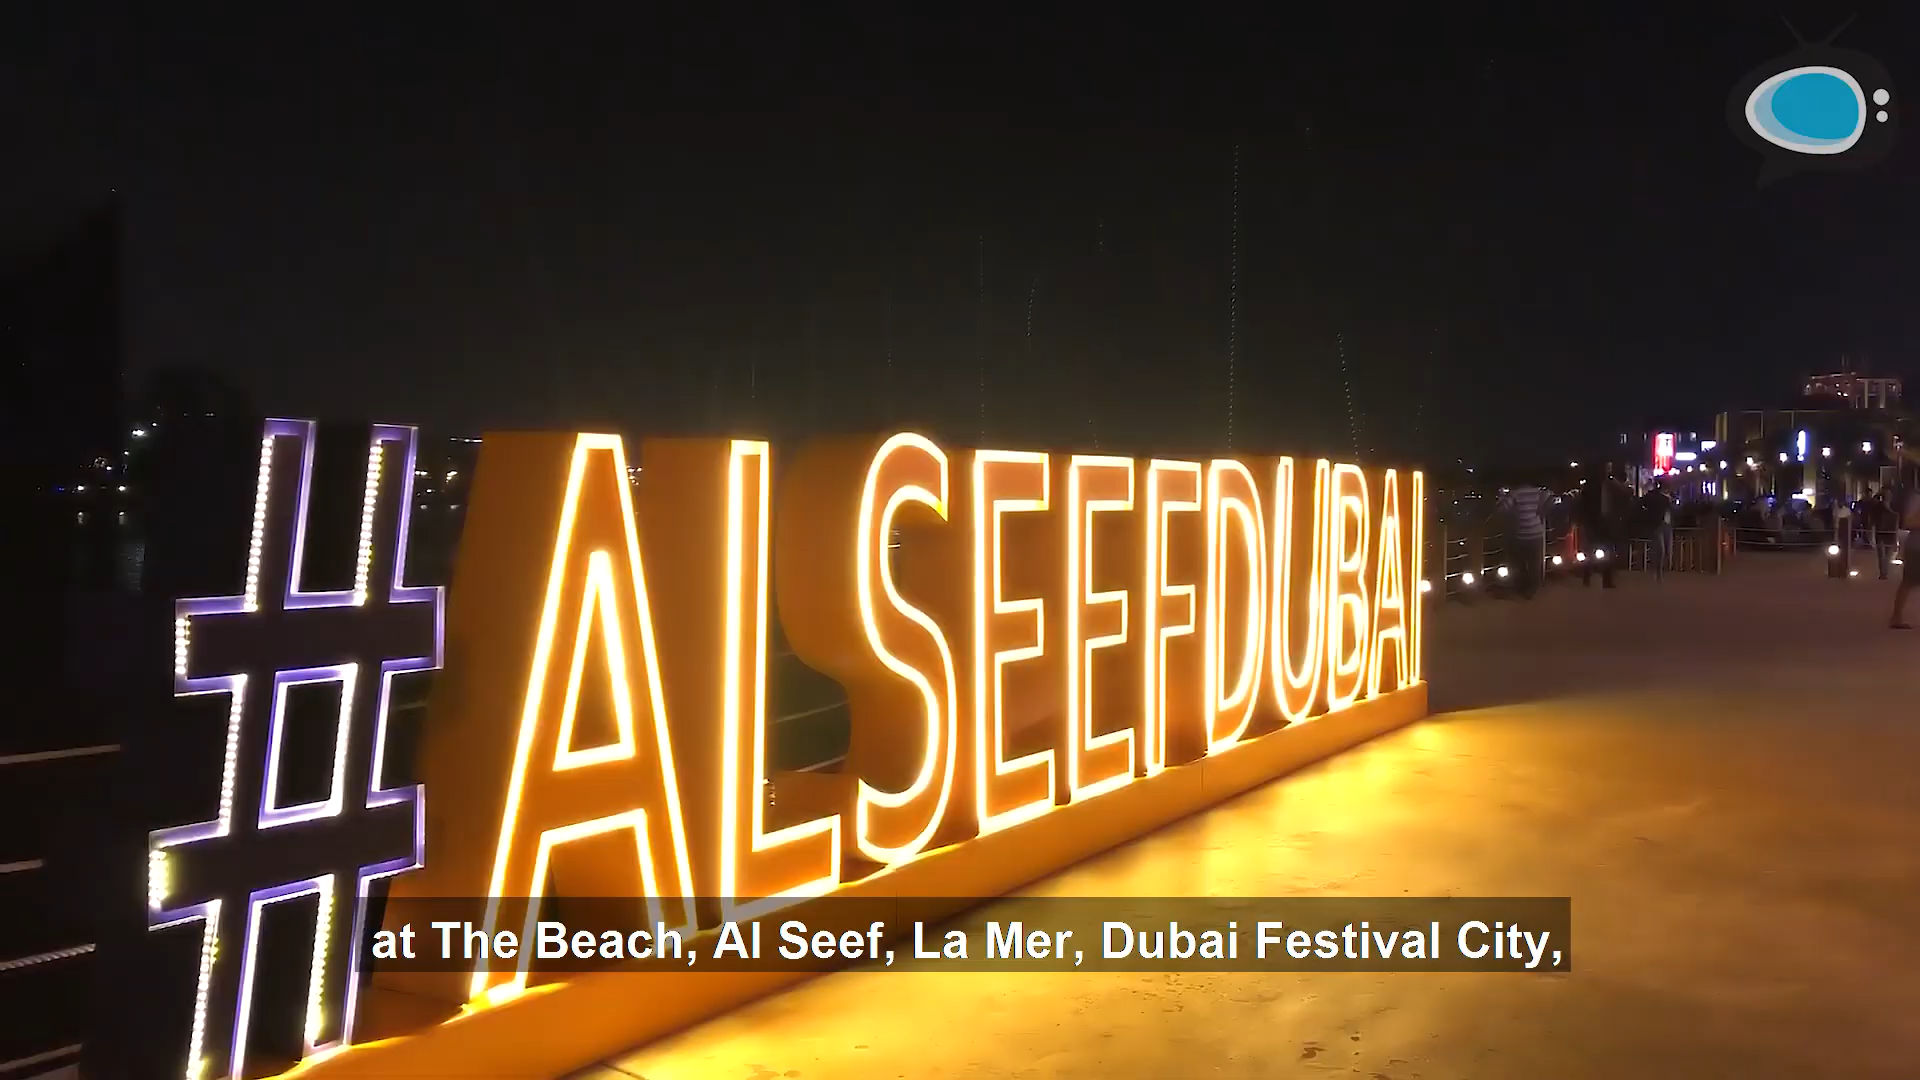 #ALSEEFDUBAI
at The Beach, Al Seef, La Mer, Dubai Festival City,